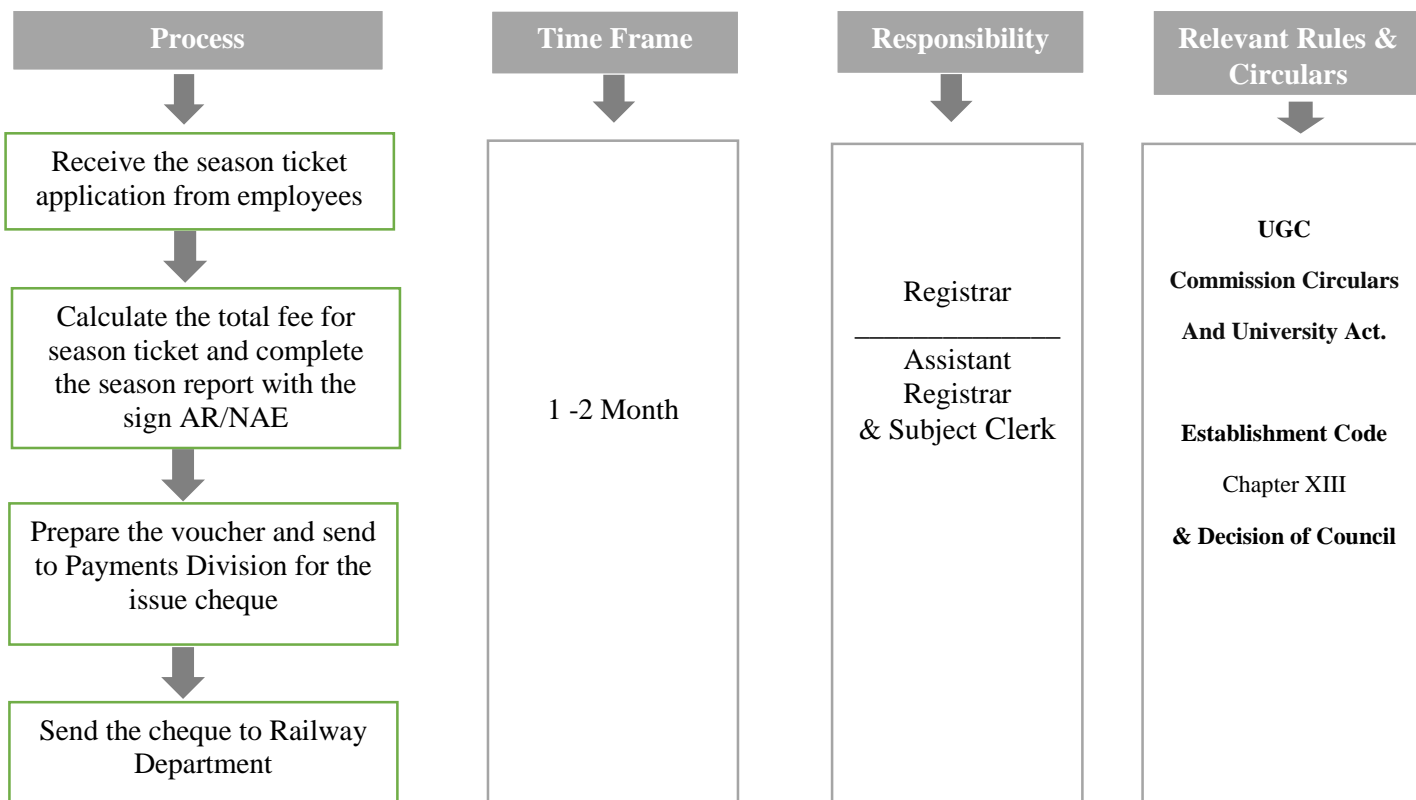 Process
Receive the season ticket
application from employees
Calculate the total fee for
season ticket and complete
the season report with the
sign AR/NAE
Prepare the voucher and send
to Payments Division for the
issue cheque
Send the cheque to Railway
Department
Time Frame
1 -2 Month
Responsibility
Registrar
Assistant
Registrar
& Subject Clerk
Relevant Rules &
Circulars
UGC
Commission Circulars
And University Act.
Establishment Code
Chapter XIII
& Decision of Council